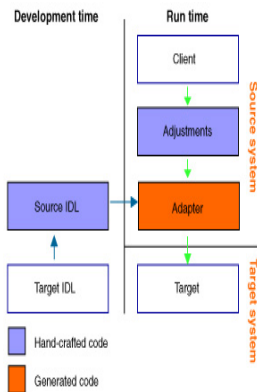 Development time
Run time
Client
Adjustments
Source IDL
Adapter
Target IDL
Target
Source system
Target system
Hand-crafted code
Generated code